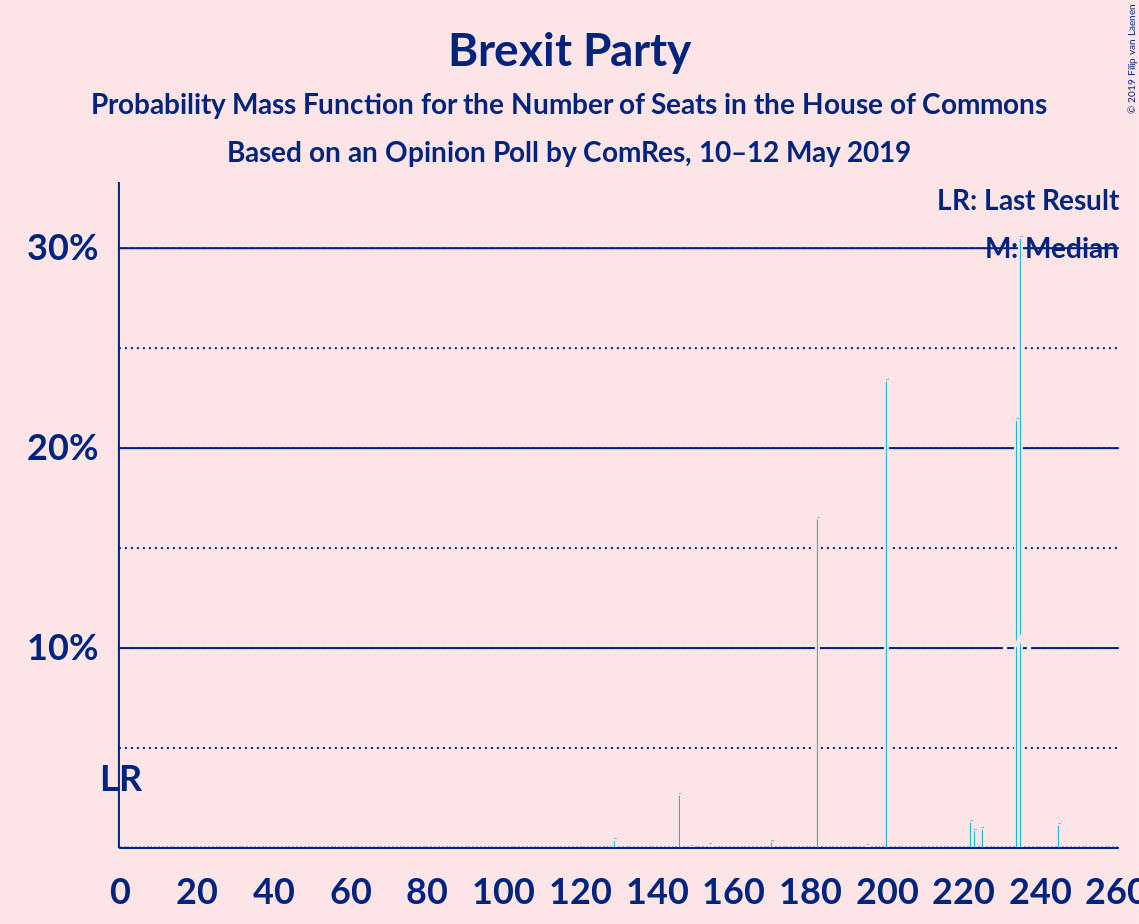 Brexit Party
Probability Mass Function for the Number of Seats in the House of Commons
Based on an Opinion Poll by ComRes, 10–12 May 2019
© 2019 Filip van Laenen
LR: Last Result
M: Median
30%
20%
10%
LR
0 20 40 60 80 100 120 140 160 180 200 220 240 260